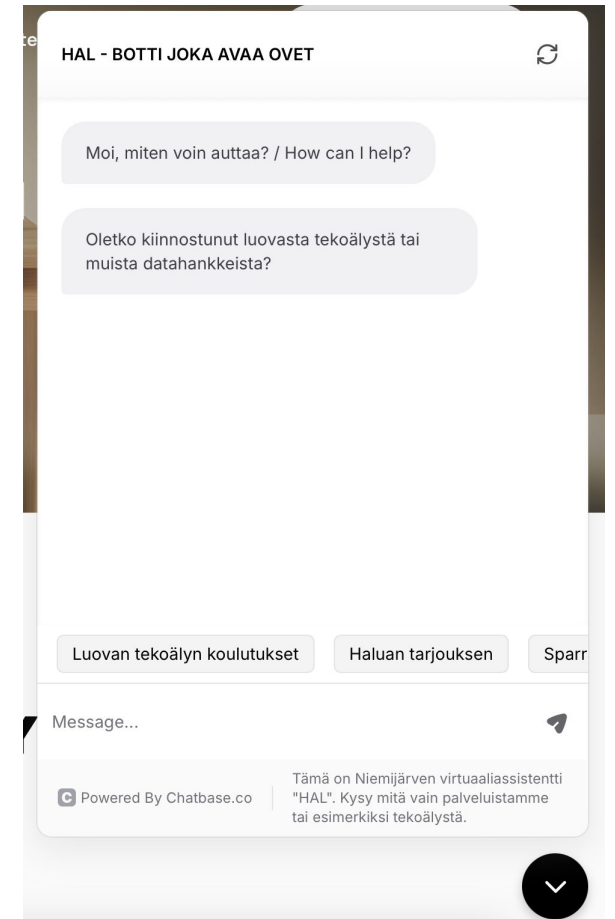 te
HAL - BOTTI JOKA AVAA OVET
Moi, miten voin auttaa? / How can I help?
Oletko kiinnostunut luovasta tekoälystä tai
muista datahankkeista?
Luovan tekoälyn koulutukset
Haluan tarjouksen
Sparr
Message...
C Powered By Chatbase.co
Tämä on Niemijärven virtuaaliassistentti
"HAL". Kysy mitä vain palveluistamme
tai esimerkiksi tekoälystä.